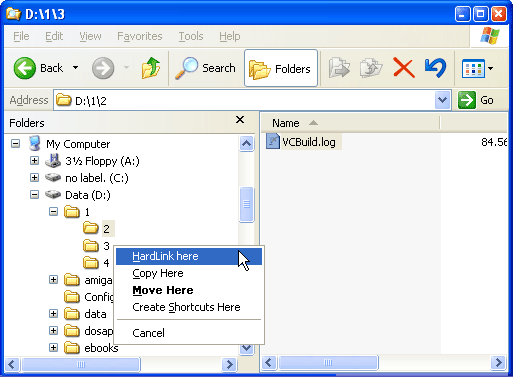 D:\1\3
File Edit View Favorites Tools
Back Search Folders
Address D:\1\2 Go
Folders
Name
My Computer
VCBuild.log 84.56
3½ Floppy (A:)
no label. (C:)
Data (D:)
1
2
3
HardLink here
4
Copy Here
amiga
Move Here
Config
Create Shortcuts Here
data
dosap
Cancel
ebooks